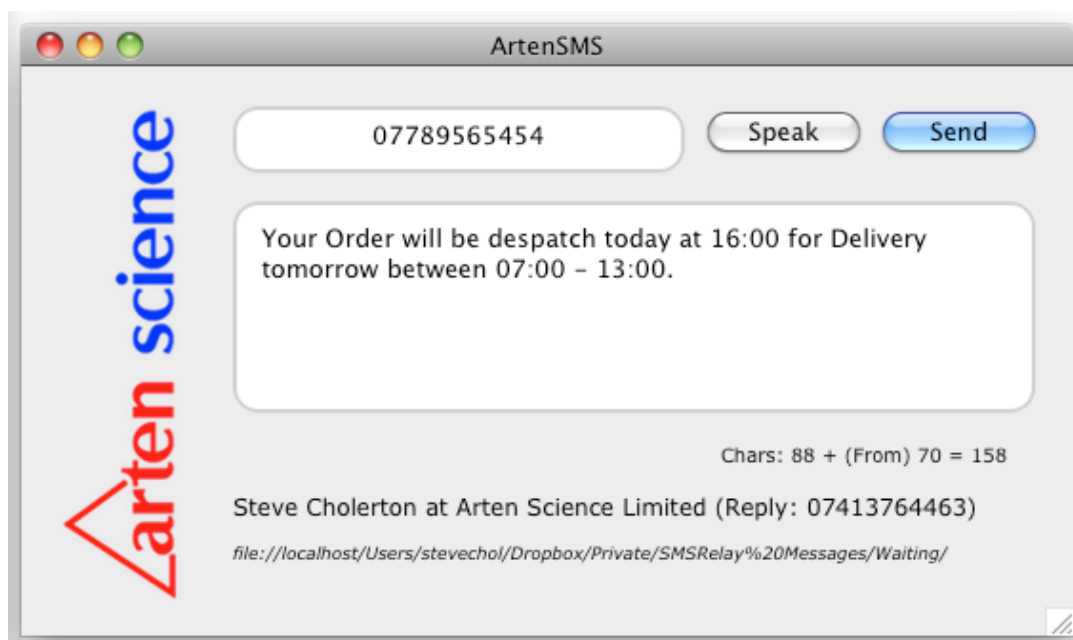 ArtenSMS
arten science
07789565454
Speak
Send
Your Order will be despatch today at 16:00 for Delivery
tomorrow between 07:00 – 13:00.
Chars: 88 + (From) 70 = 158
Steve Cholerton at Arten Science Limited (Reply: 07413764463)
file://localhost/Users/stevechol/Dropbox/Private/SMSRelay%20Messages/Waiting/